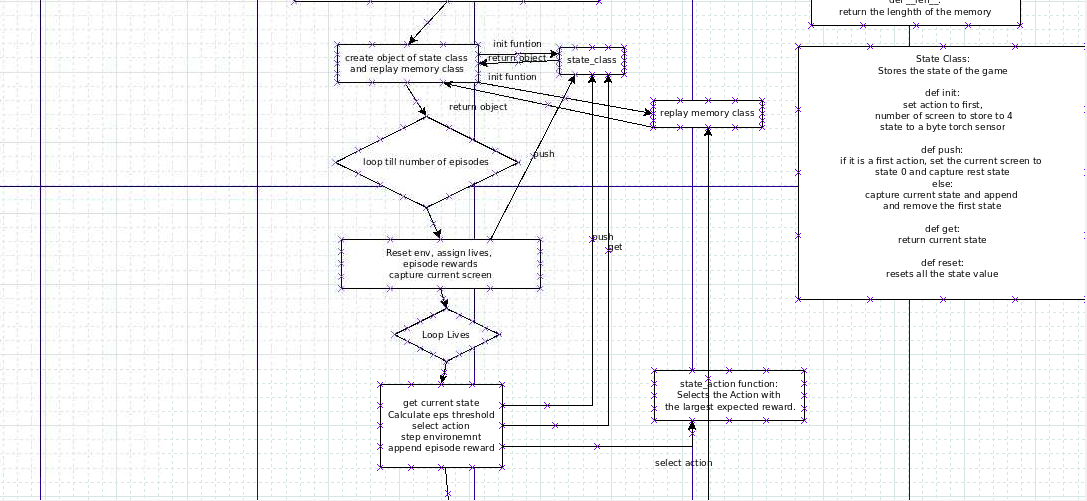 def __len__:
return the lenghth of the memory
init funtion
create object of state class
and replay memory class
return object
state_class
init funtion
return object
replay memory class
loop till number of episodes
push
push
get
Reset env, assign lives,
episode rewards
capture current screen
Loop Lives
get current state
Calculate eps threshold
select action
step environemnt
append episode reward
state_action function:
Selects the Action with
the largest expected reward.
select action
State Class:
Stores the state of the game
def init:
set action to first,
number of screen to store to 4
state to a byte torch sensor
def push:
if it is a first action, set the current screen to
state 0 and capture rest state
else:
capture current state and append
and remove the first state
def get:
return current state
def reset:
resets all the state value